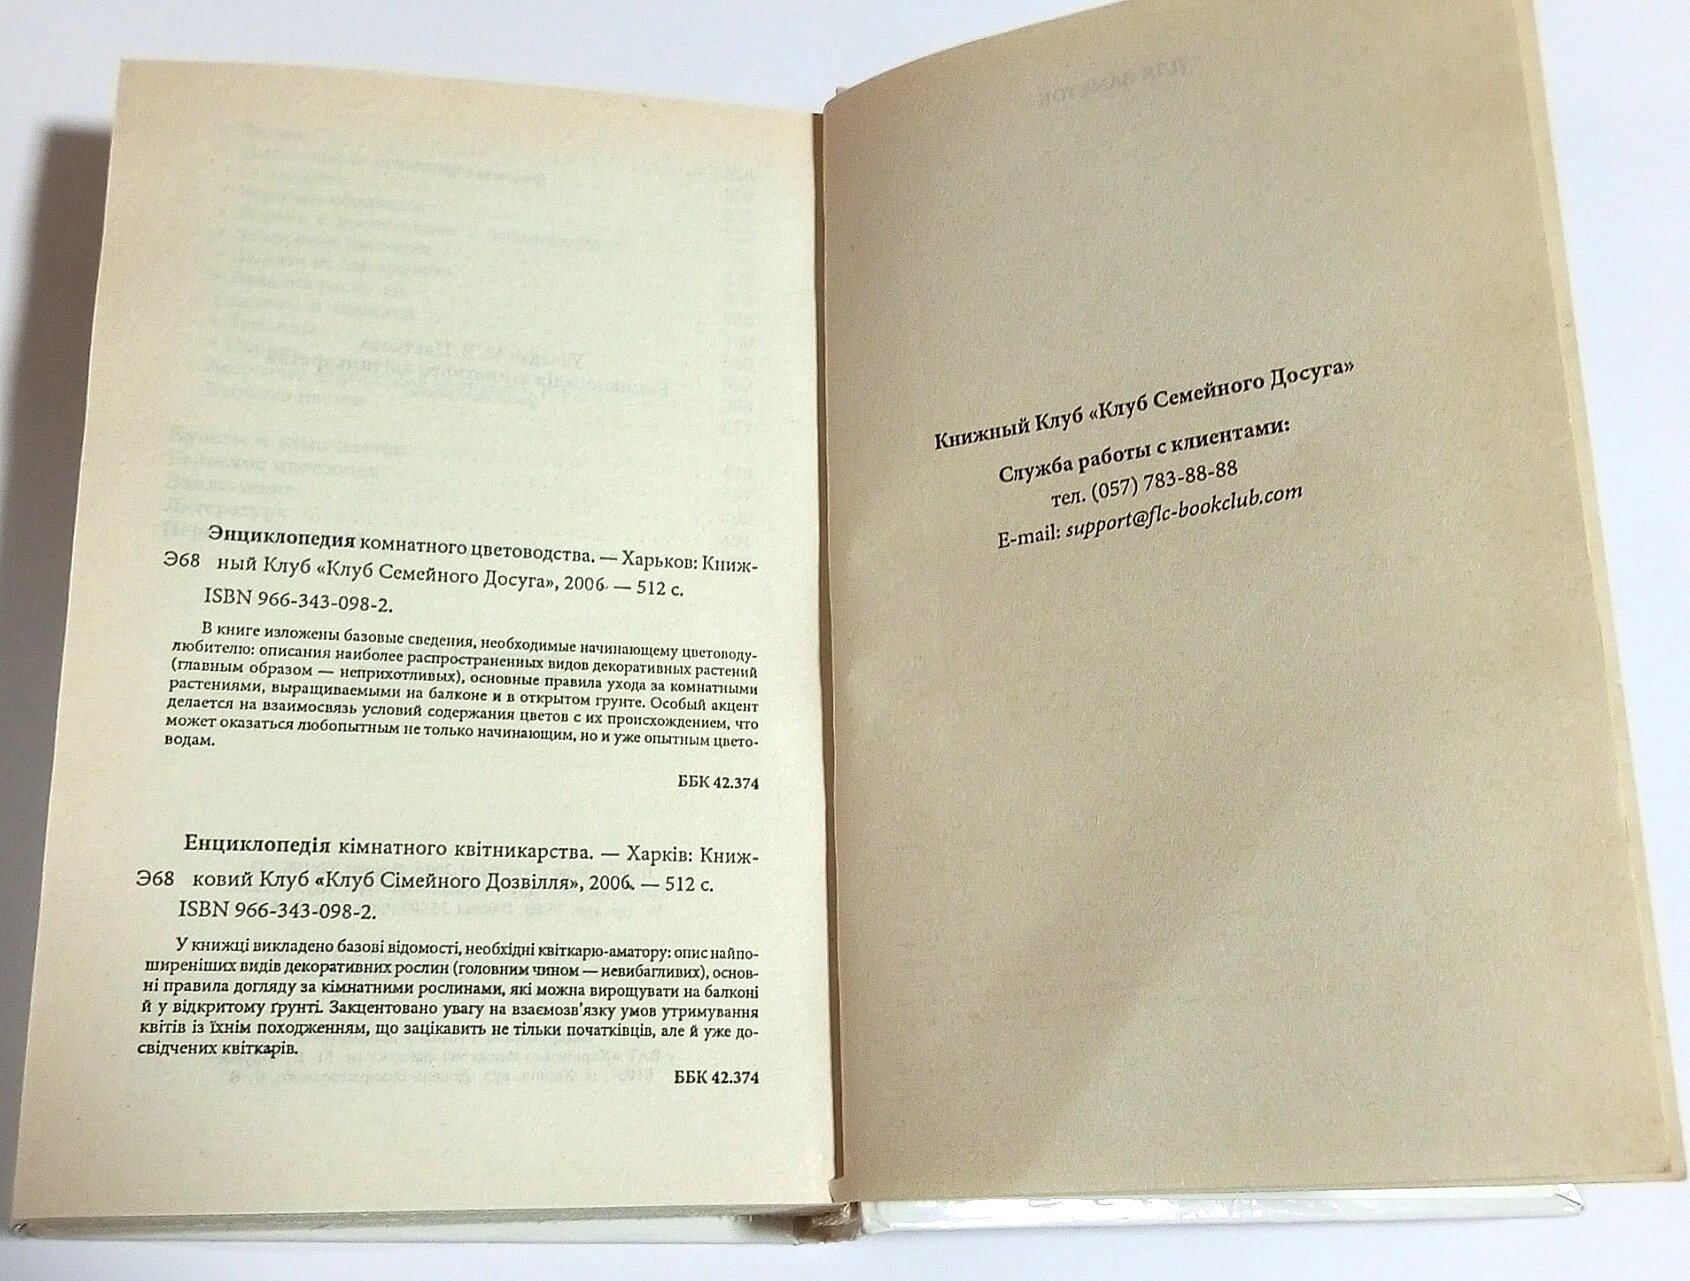 Энциклопедия комнатного цветоводства. — Харьков: Книж-
Э68 ный Клуб «Клуб Семейного Досуга», 2006. — 512 с.
ISBN 966-343-098-2.
В книге изложены базовые сведения, необходимые начинающему цветоводу-
любителю: описания наиболее распространенных видов декоративных растений
(главным образом — неприхотливых), основные правила ухода за комнатными
растениями, выращиваемыми на балконе и в открытом грунте. Особый акцент
делается на взаимосвязь условий содержания цветов с их происхождением, что
может оказаться любопытным не только начинающим, но и уже опытным цвето-
водам.
ББК 42.374
Енциклопедія кімнатного квітникарства. — Харків: Книж-
Э68 ковий Клуб «Клуб Сімейного Дозвілля», 2006. — 512 с.
ISBN 966-343-098-2.
У книжці викладено базові відомості, необхідні квіткарю-аматору: опис найпо-
ширеніших видів декоративних рослин (головним чином — невибагливих), основ-
ні правила догляду за кімнатними рослинами, які можна вирощувати на балконі
й у відкритому ґрунті. Закцентовано увагу на взаємозв'язку умов утримування
квітів із їхнім походженням, що зацікавить не тільки початківців, але й уже до-
свідчених квіткарів.
ББК 42.374
Книжный Клуб «Клуб Семейного Досуга»
Служба работы с клиентами:
тел. (057) 783-88-88
E-mail: support@flc-bookclub.com